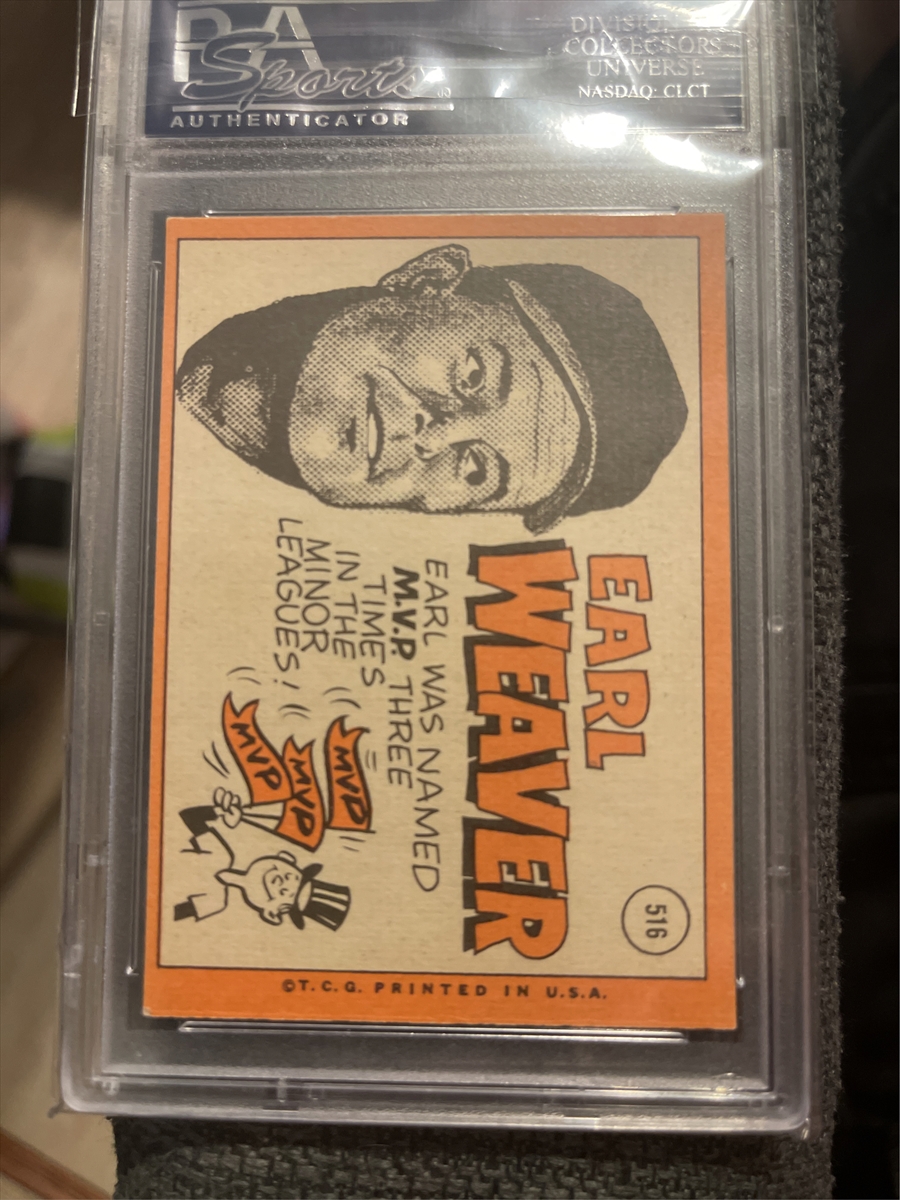 PSA
Sports
AUTHENTICATOR
DIVISION
COLLECTORS
UNIVERSE
NASDAQ: CLCT
516
EARL
WEAVER
EARL WAS NAMED
M.V.P. THREE
TIMES
IN THE
MINOR
LEAGUES!
MVP
MVP
MVP
©T.C.G. PRINTED IN U.S.A.